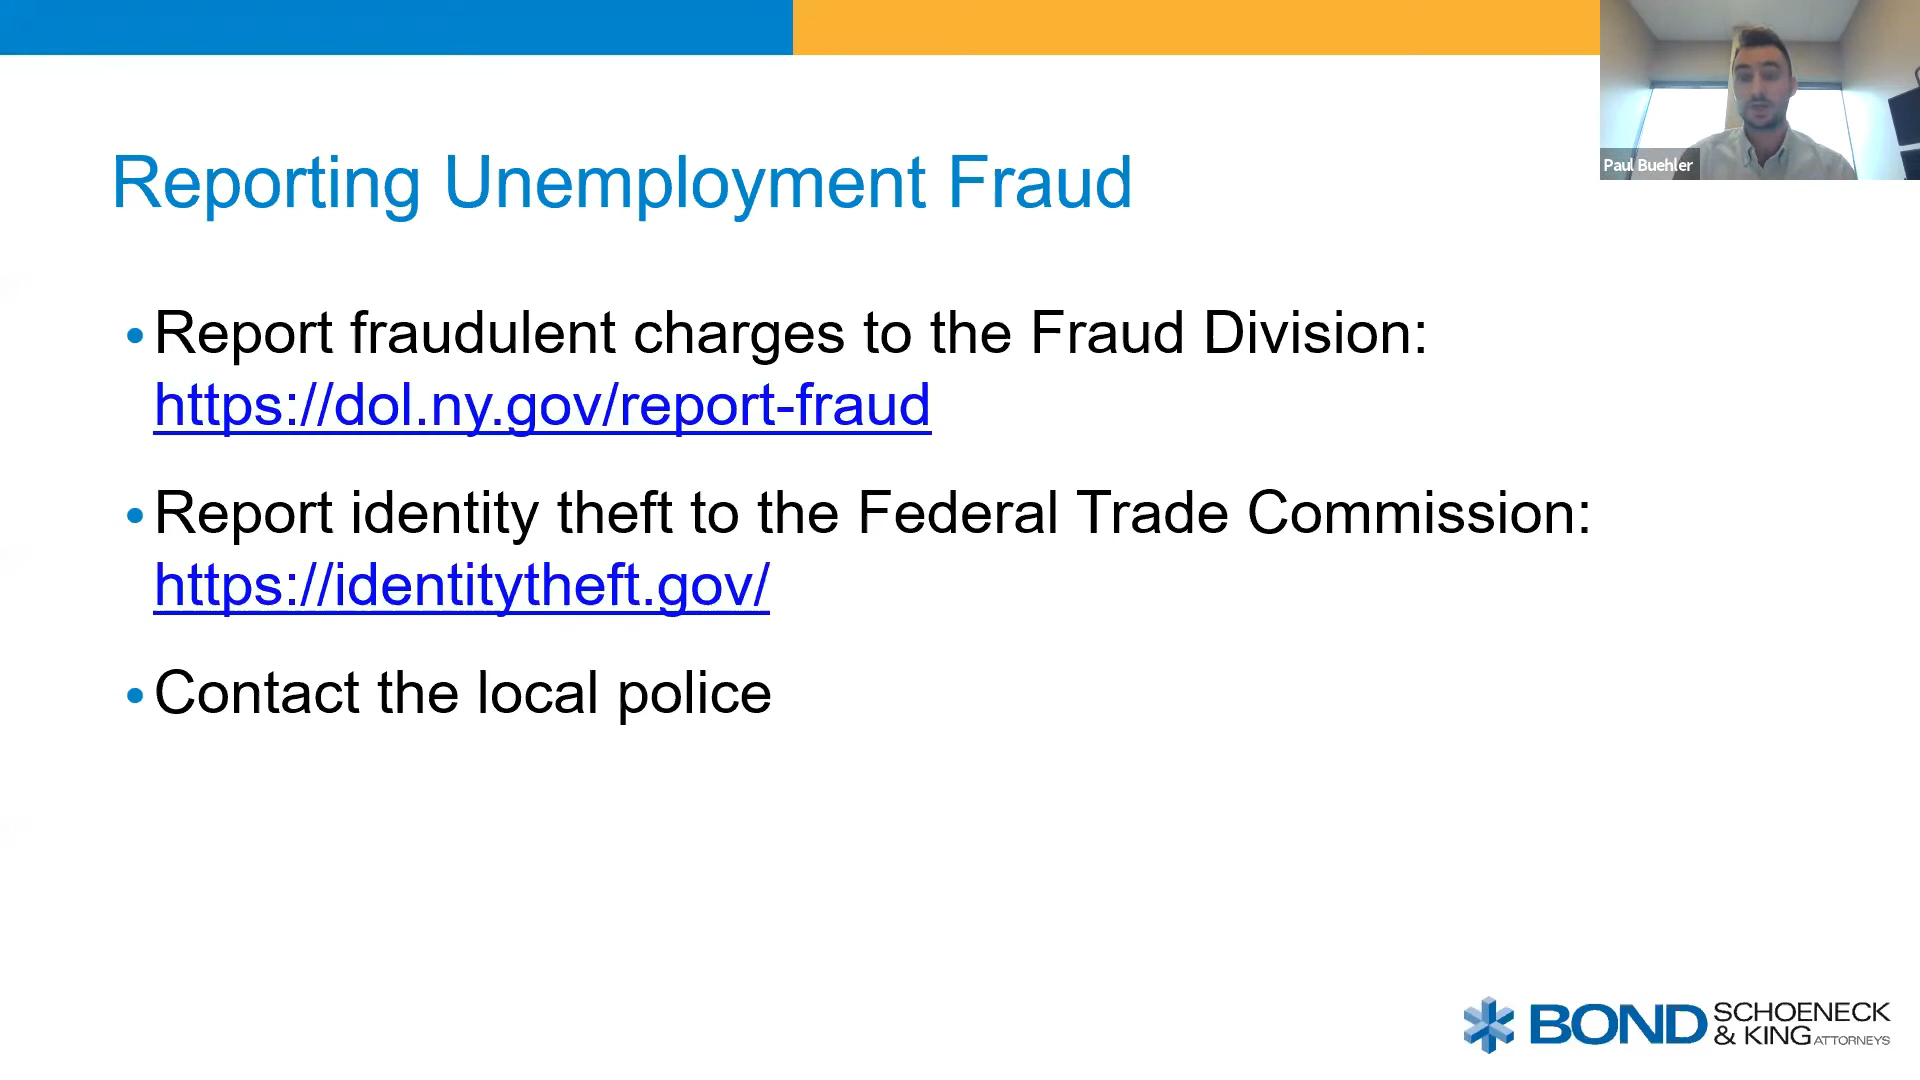 Paul Buehler
Reporting Unemployment Fraud
• Report fraudulent charges to the Fraud Division:
https://dol.ny.gov/report-fraud
• Report identity theft to the Federal Trade Commission:
https://identitytheft.gov/
• Contact the local police
BOND SCHOENECK
& KING ATTORNEYS